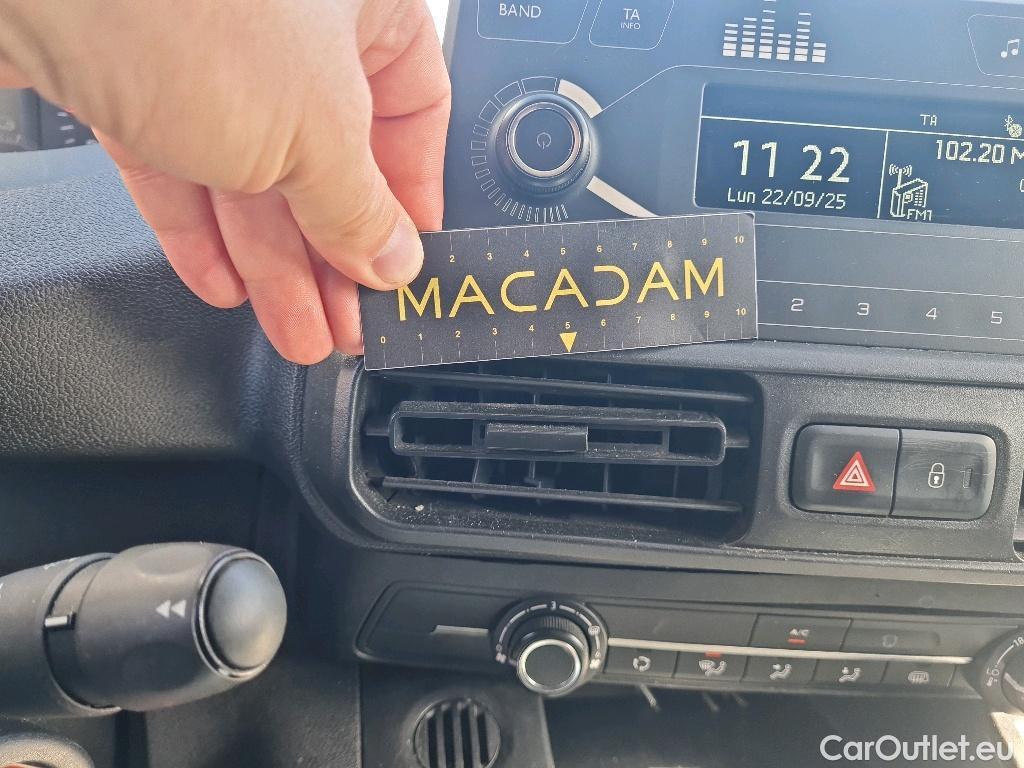 BAND
TA
INFO
TA
11 22
102.20 M
Lun 22/09/25
FM1
2 3 4 5 6 7 8 9 10
MACADAM
0 1 2 3 4 5 6 7 8 9 10
2 3 4 5
3
A/C
18
CarOutlet.eu